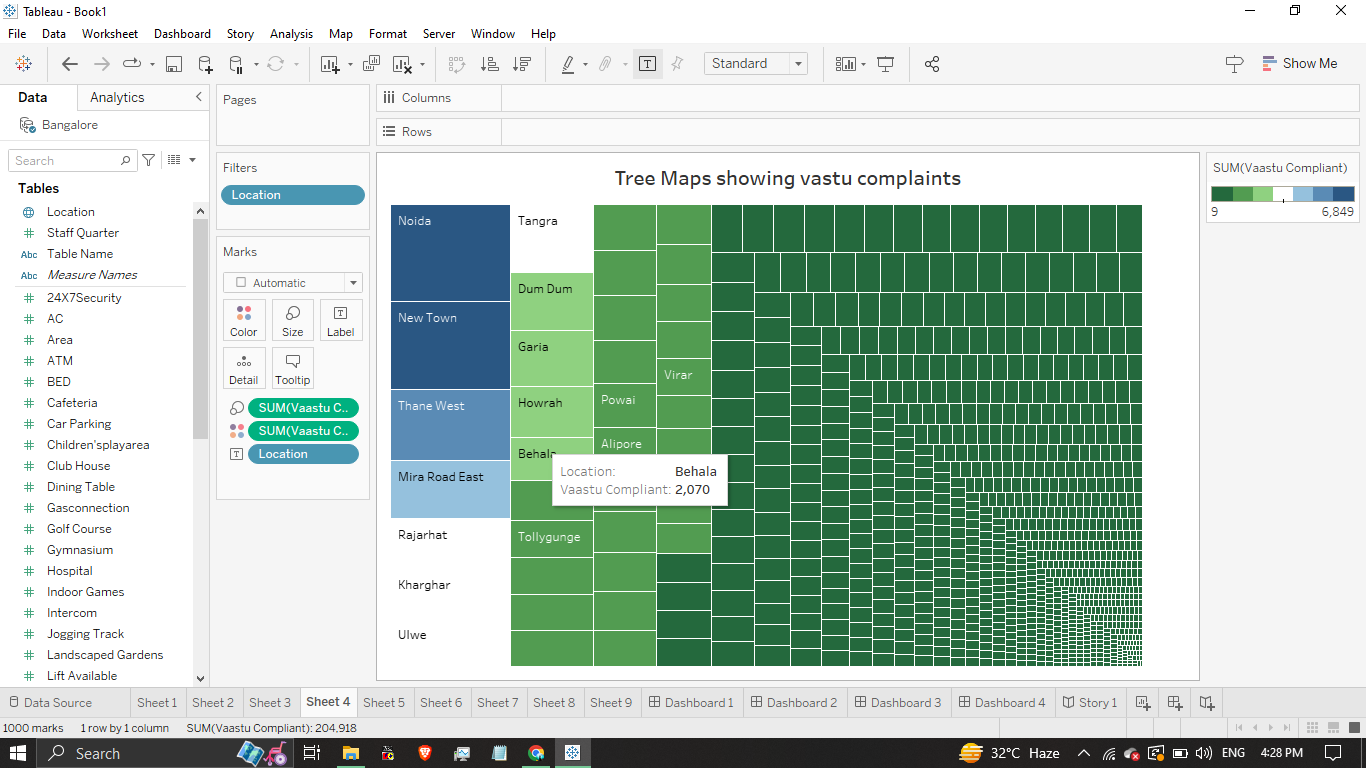 Tableau - Book1
File Data Worksheet Dashboard Story Analysis Map Format Server Window Help
Standard
Show Me
Data Analytics
Bangalore
Search
Tables
Location
Staff Quarter
Abc Table Name
Abc Measure Names
24X7Security
AC
Area
ATM
BED
Cafeteria
Car Parking
Children'splayarea
Club House
Dining Table
Gasconnection
Golf Course
Gymnasium
Hospital
Indoor Games
Intercom
Jogging Track
Landscaped Gardens
Lift Available
Pages
Filters
Location
Marks
Automatic
Color Size Label
Detail Tooltip
SUM(Vaastu C..
SUM(Vaastu C..
Location
Columns
Rows
Tree Maps showing vastu complaints
Noida
New Town
Thane West
Mira Road East
Rajarhat
Kharghar
Ulwe
Tangra
Dum Dum
Garia
Howrah
Behala
Tollygunge
Powai
Alipore
Virar
Location: Behala
Vaastu Compliant: 2,070
SUM(Vaastu Compliant)
9 6,849
Data Source Sheet 1 Sheet 2 Sheet 3 Sheet 4 Sheet 5 Sheet 6 Sheet 7 Sheet 8 Sheet 9 Dashboard 1 Dashboard 2 Dashboard 3 Dashboard 4 Story 1
1000 marks 1 row by 1 column SUM(Vaastu Compliant): 204,918
Search 32°C Haze ENG 4:28 PM